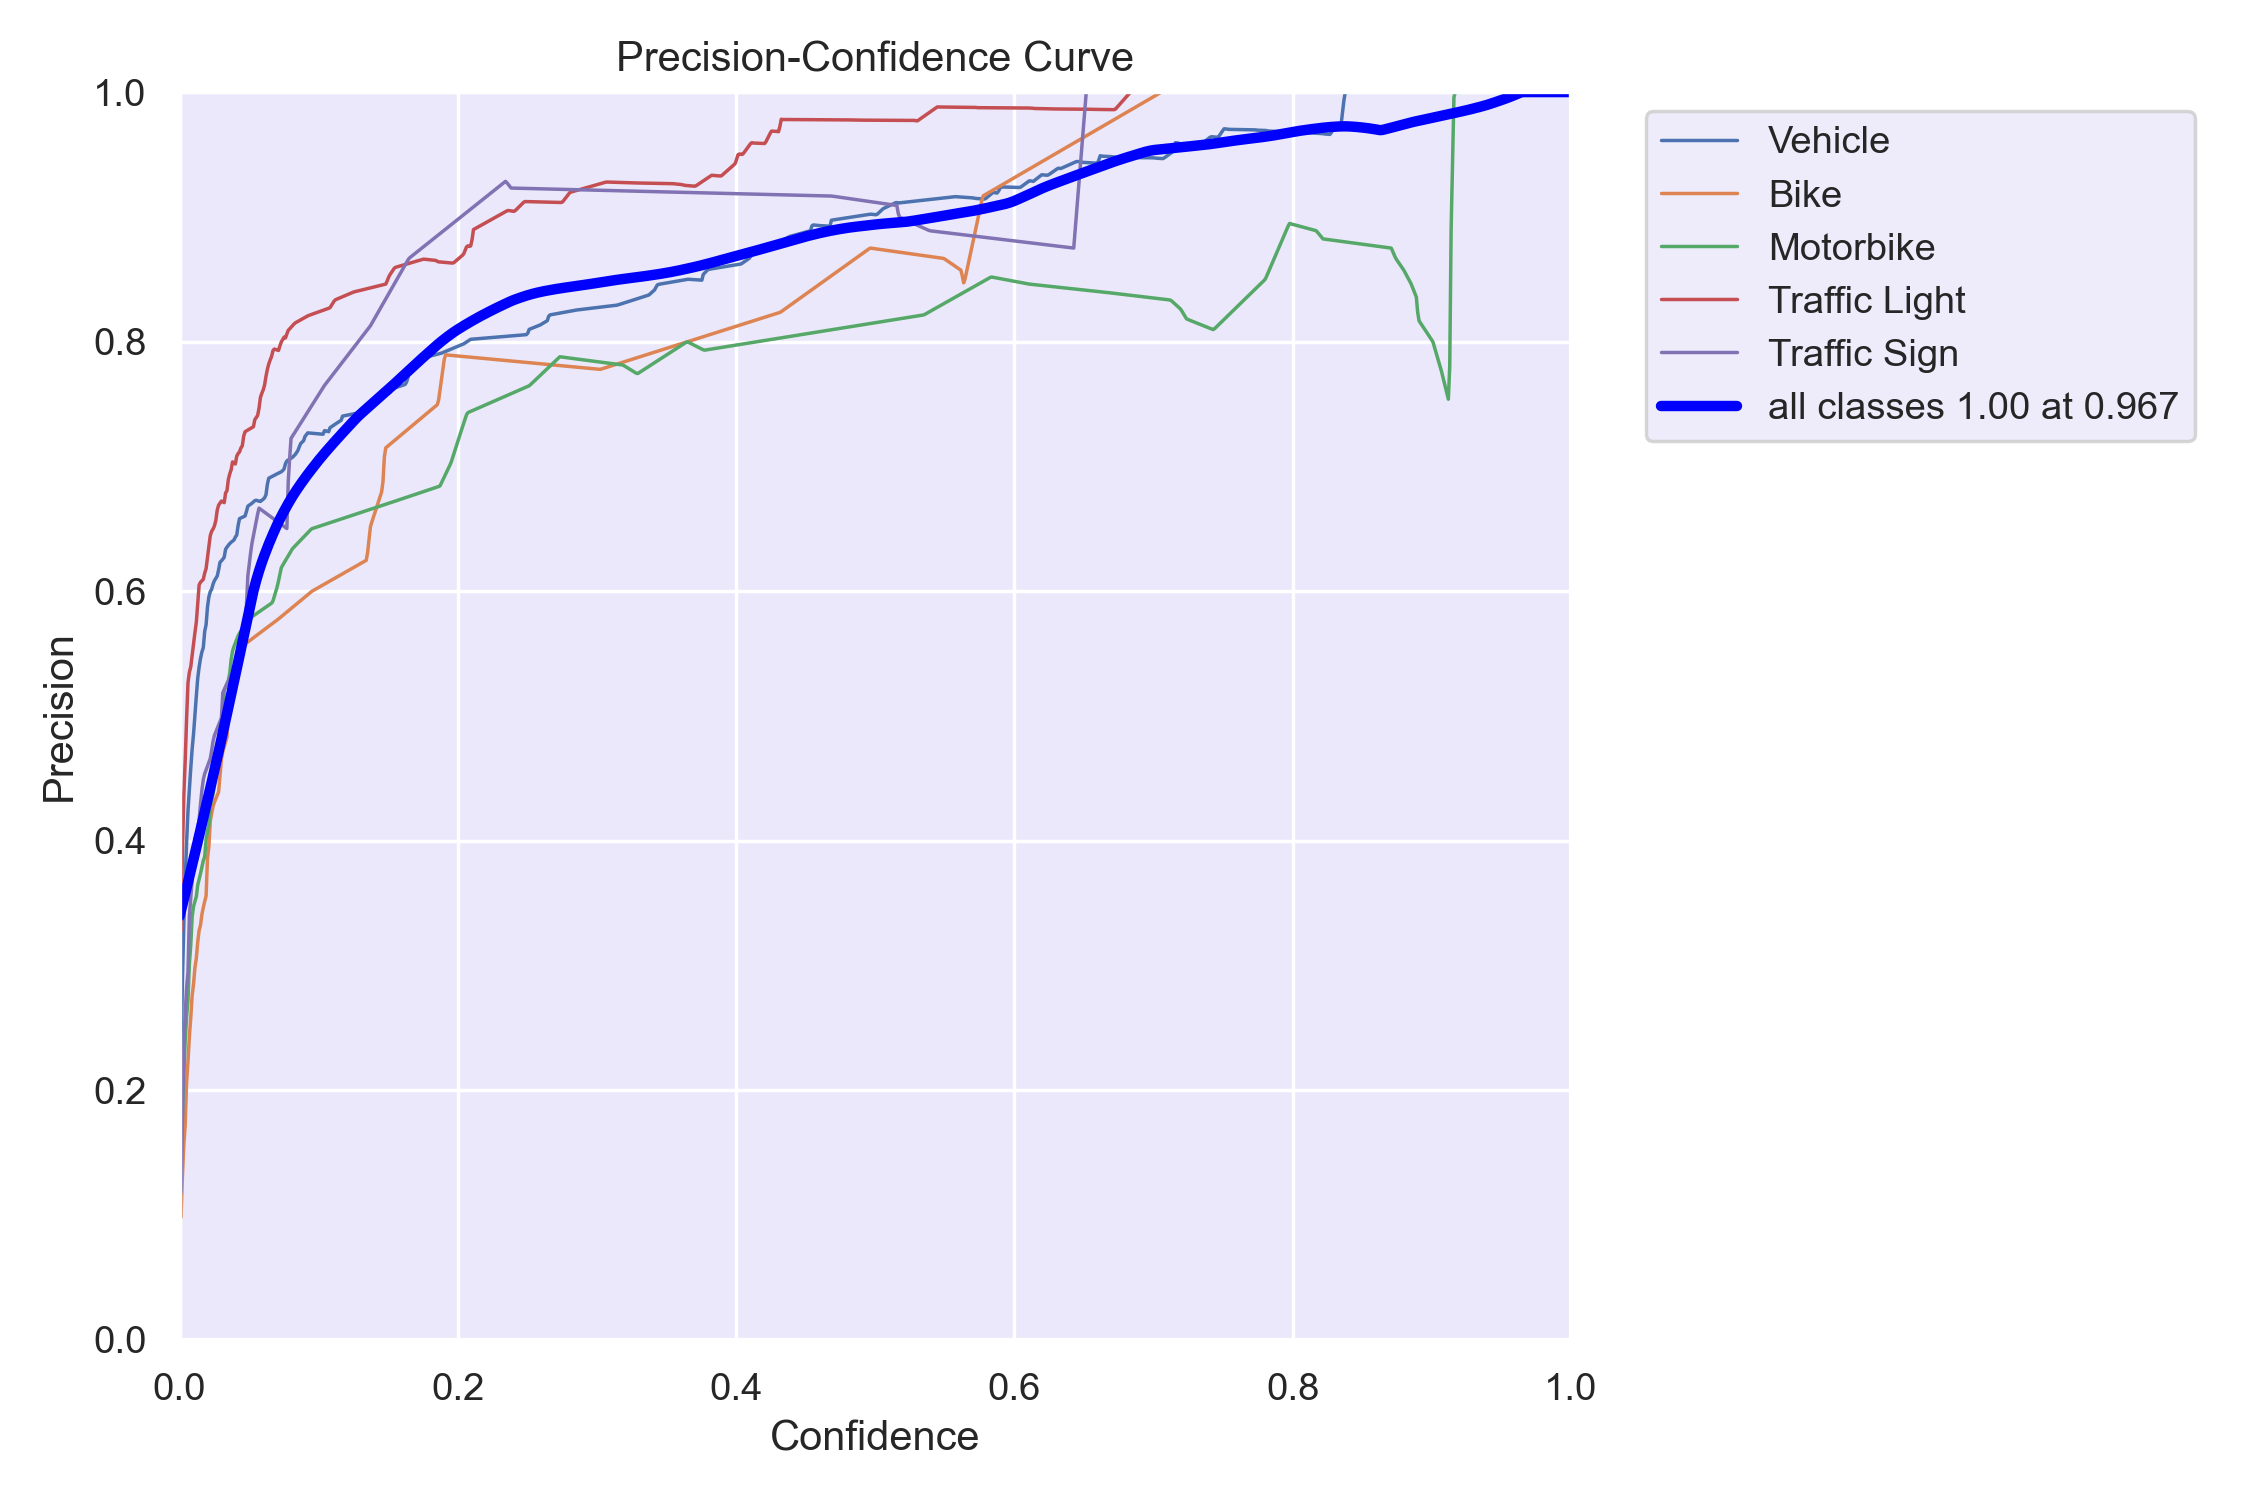 Precision-Confidence Curve
1.0
0.8
0.6
0.4
0.2
0.0
Precision
0.0 0.2 0.4 0.6 0.8 1.0
Confidence
Vehicle
Bike
Motorbike
Traffic Light
Traffic Sign
all classes 1.00 at 0.967